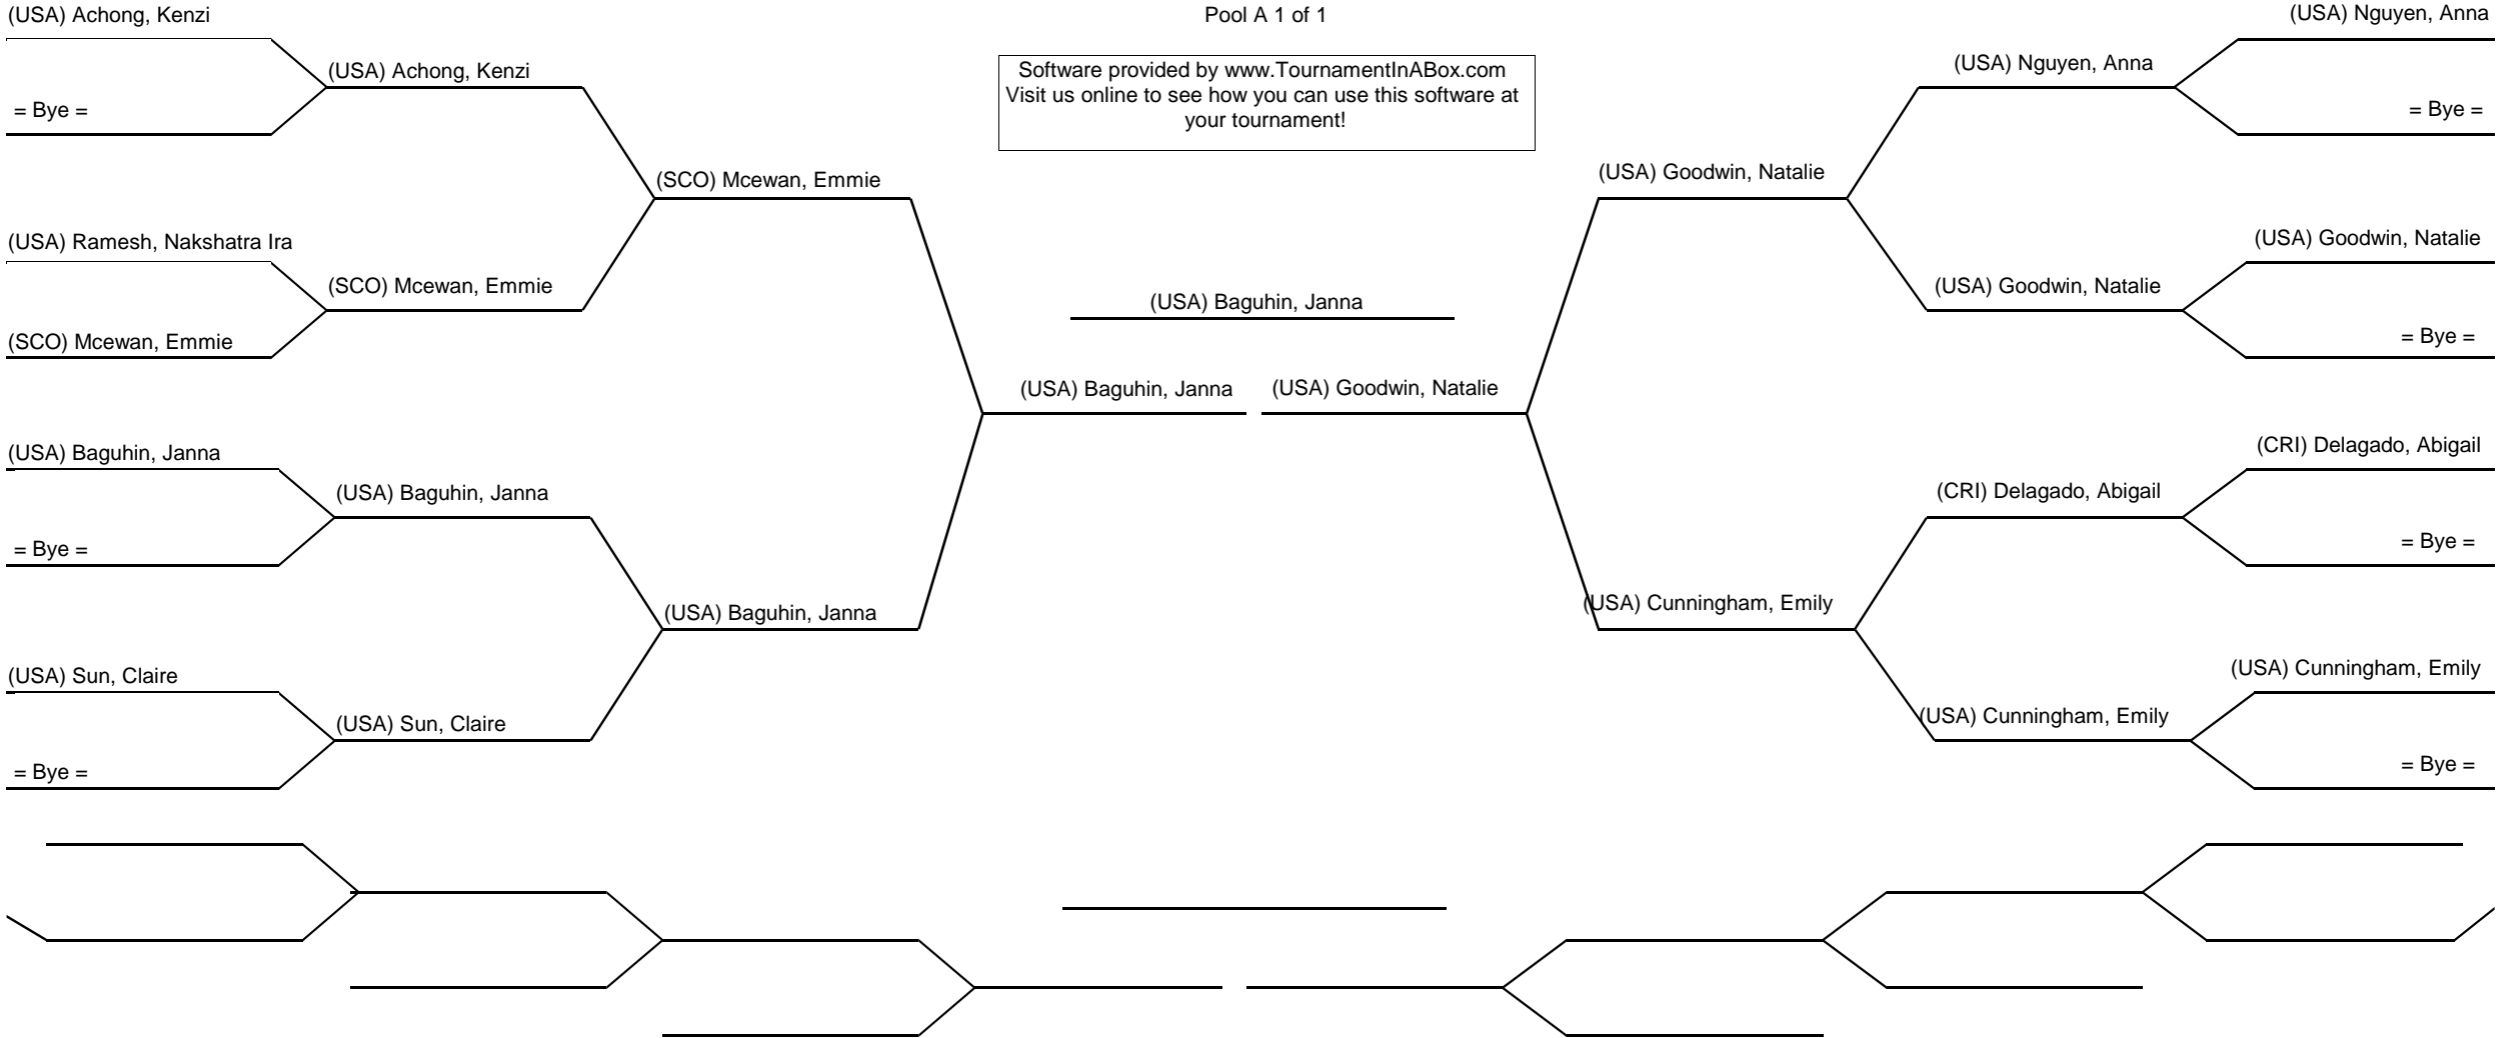 (USA) Achong, Kenzi
Pool A 1 of 1
(USA) Nguyen, Anna
Software provided by www.TournamentInABox.com
Visit us online to see how you can use this software at
your tournament!
(USA) Achong, Kenzi
(USA) Nguyen, Anna
= Bye =
= Bye =
(SCO) Mcewan, Emmie
(USA) Goodwin, Natalie
(USA) Ramesh, Nakshatra Ira
(USA) Goodwin, Natalie
(SCO) Mcewan, Emmie
(USA) Goodwin, Natalie
(USA) Baguhin, Janna
(SCO) Mcewan, Emmie
= Bye =
(USA) Baguhin, Janna
(USA) Goodwin, Natalie
(USA) Baguhin, Janna
(CRI) Delagado, Abigail
(USA) Baguhin, Janna
(CRI) Delagado, Abigail
= Bye =
= Bye =
(USA) Baguhin, Janna
(USA) Cunningham, Emily
(USA) Sun, Claire
(USA) Cunningham, Emily
(USA) Sun, Claire
(USA) Cunningham, Emily
= Bye =
= Bye =